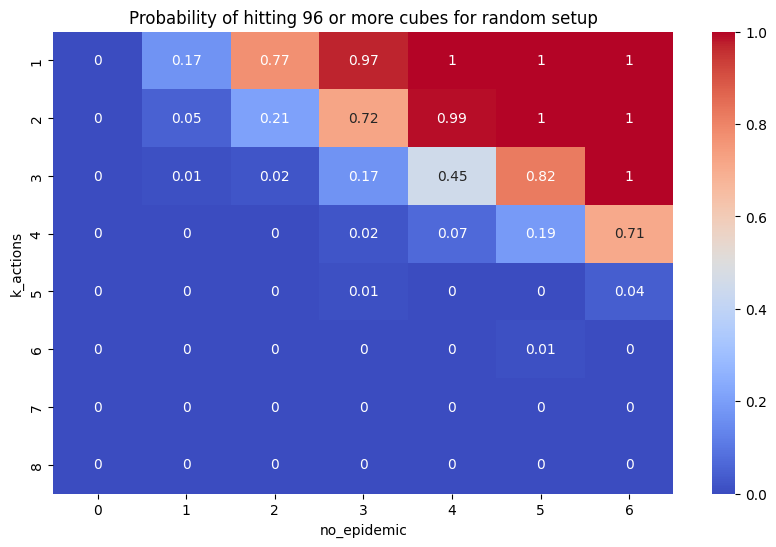 Probability of hitting 96 or more cubes for random setup
1 0 0.17 0.77 0.97 1 1 1
2 0 0.05 0.21 0.72 0.99 1 1
3 0 0.01 0.02 0.17 0.45 0.82 1
4 0 0 0 0.02 0.07 0.19 0.71
5 0 0 0 0.01 0 0 0.04
6 0 0 0 0 0 0.01 0
7 0 0 0 0 0 0 0
8 0 0 0 0 0 0 0
0 1 2 3 4 5 6
no_epidemic
k_actions
1.0
0.8
0.6
0.4
0.2
0.0